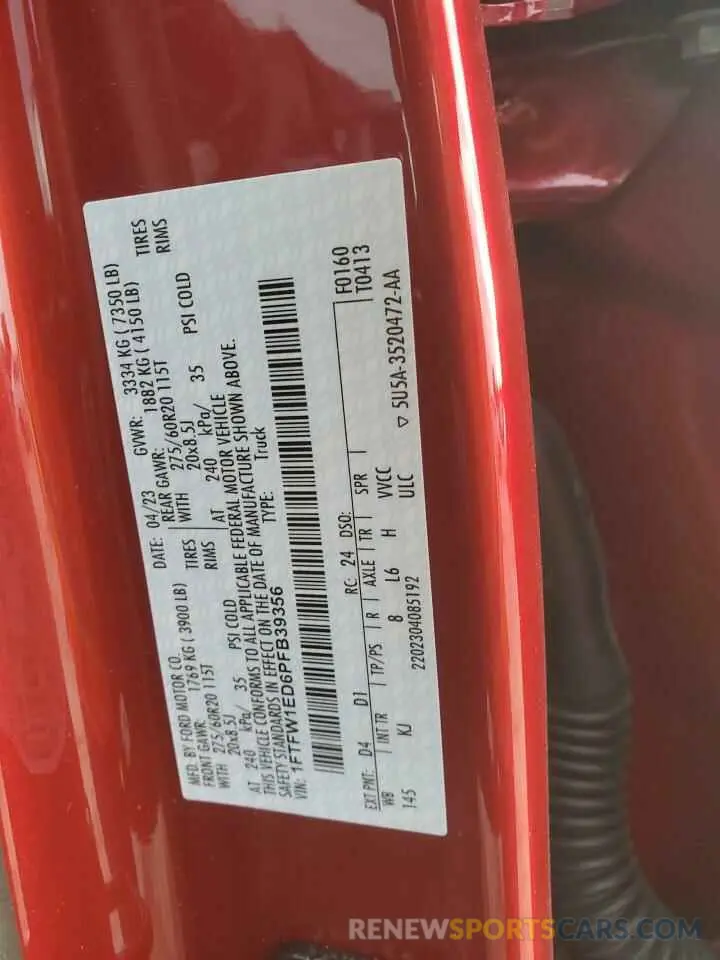 MFD. BY FORD MOTOR CO.
DATE: 04/23 GVWR: 3334 KG ( 7350 LB)
FRONT GAWR: 1769 KG ( 3900 LB) REAR GAWR: 1882 KG ( 4150 LB)
275/60R20 115T TIRES WITH 275/60R20 115T TIRES
WITH 20x8.5J RIMS 20x8.5J RIMS
AT 240 kPa/ 35 PSI COLD AT 240 kPa/ 35 PSI COLD
THIS VEHICLE CONFORMS TO ALL APPLICABLE FEDERAL MOTOR VEHICLE
SAFETY STANDARDS IN EFFECT ON THE DATE OF MANUFACTURE SHOWN ABOVE.
VIN: 1FTFW1ED6PFB39356 TYPE: Truck
F0160
T0413
EXT PNT: D4 D1 RC: 24 DSO:
WB INT TR TP/PS R AXLE TR SPR
145 KJ 8 L6 H VVCC
2202304085192 ULC ▽ 5U5A-3520472-AA
RENEWSPORTSCARS.COM